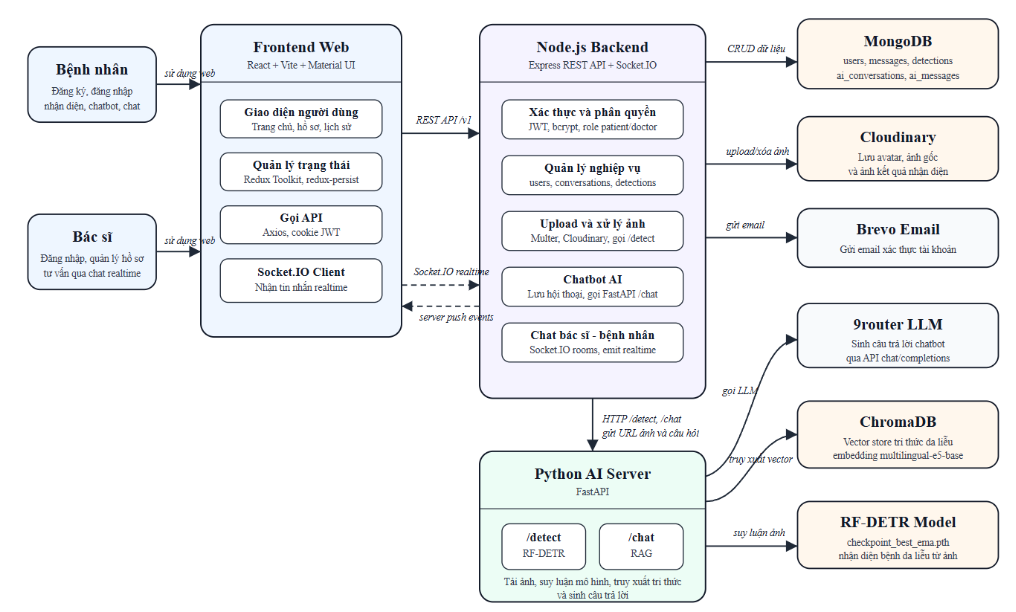 Bệnh nhân
Đăng ký, đăng nhập
nhận diện, chatbot, chat
sử dụng web
Bác sĩ
Đăng nhập, quản lý hồ sơ
tư vấn qua chat realtime
sử dụng web
Frontend Web
React + Vite + Material UI
Giao diện người dùng
Trang chủ, hồ sơ, lịch sử
Quản lý trạng thái
Redux Toolkit, redux-persist
Gọi API
Axios, cookie JWT
Socket.IO Client
Nhận tin nhắn realtime
REST API /v1
Socket.IO realtime
server push events
Node.js Backend
Express REST API + Socket.IO
Xác thực và phân quyền
JWT, bcrypt, role patient/doctor
Quản lý nghiệp vụ
users, conversations, detections
Upload và xử lý ảnh
Multer, Cloudinary, gọi /detect
Chatbot AI
Lưu hội thoại, gọi FastAPI /chat
Chat bác sĩ - bệnh nhân
Socket.IO rooms, emit realtime
HTTP /detect, /chat
gửi URL ảnh và câu hỏi
Python AI Server
FastAPI
/detect
RF-DETR
/chat
RAG
Tải ảnh, suy luận mô hình, truy xuất tri thức
và sinh câu trả lời
CRUD dữ liệu
MongoDB
users, messages, detections
ai_conversations, ai_messages
upload/xóa ảnh
Cloudinary
Lưu avatar, ảnh gốc
và ảnh kết quả nhận diện
gửi email
Brevo Email
Gửi email xác thực tài khoản
gọi LLM
9router LLM
Sinh câu trả lời chatbot
qua API chat/completions
truy xuất vector
ChromaDB
Vector store tri thức da liễu
embedding multilingual-e5-base
suy luận ảnh
RF-DETR Model
checkpoint_best_ema.pth
nhận diện bệnh da liễu từ ảnh